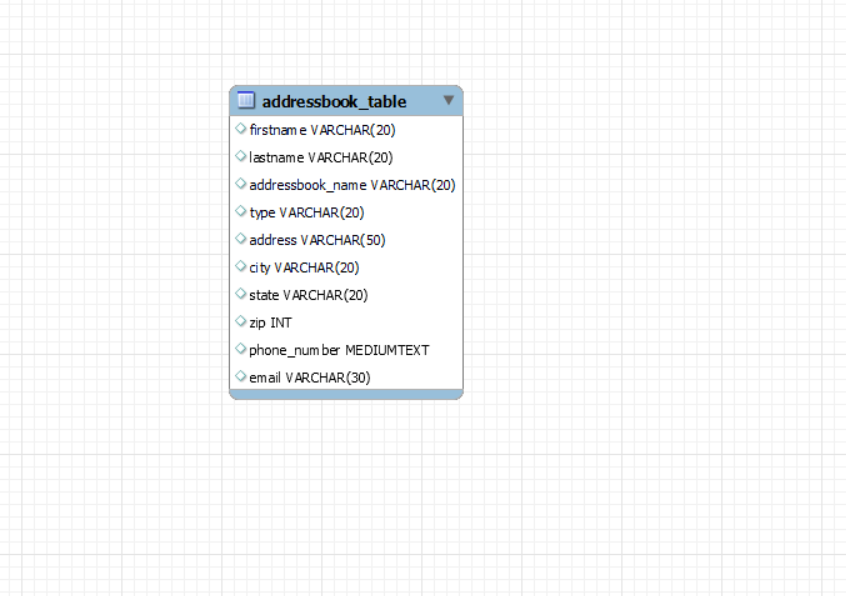 addressbook_table
firstname VARCHAR(20)
lastname VARCHAR(20)
addressbook_name VARCHAR(20)
type VARCHAR(20)
address VARCHAR(50)
city VARCHAR(20)
state VARCHAR(20)
zip INT
phone_number MEDIUMTEXT
email VARCHAR(30)